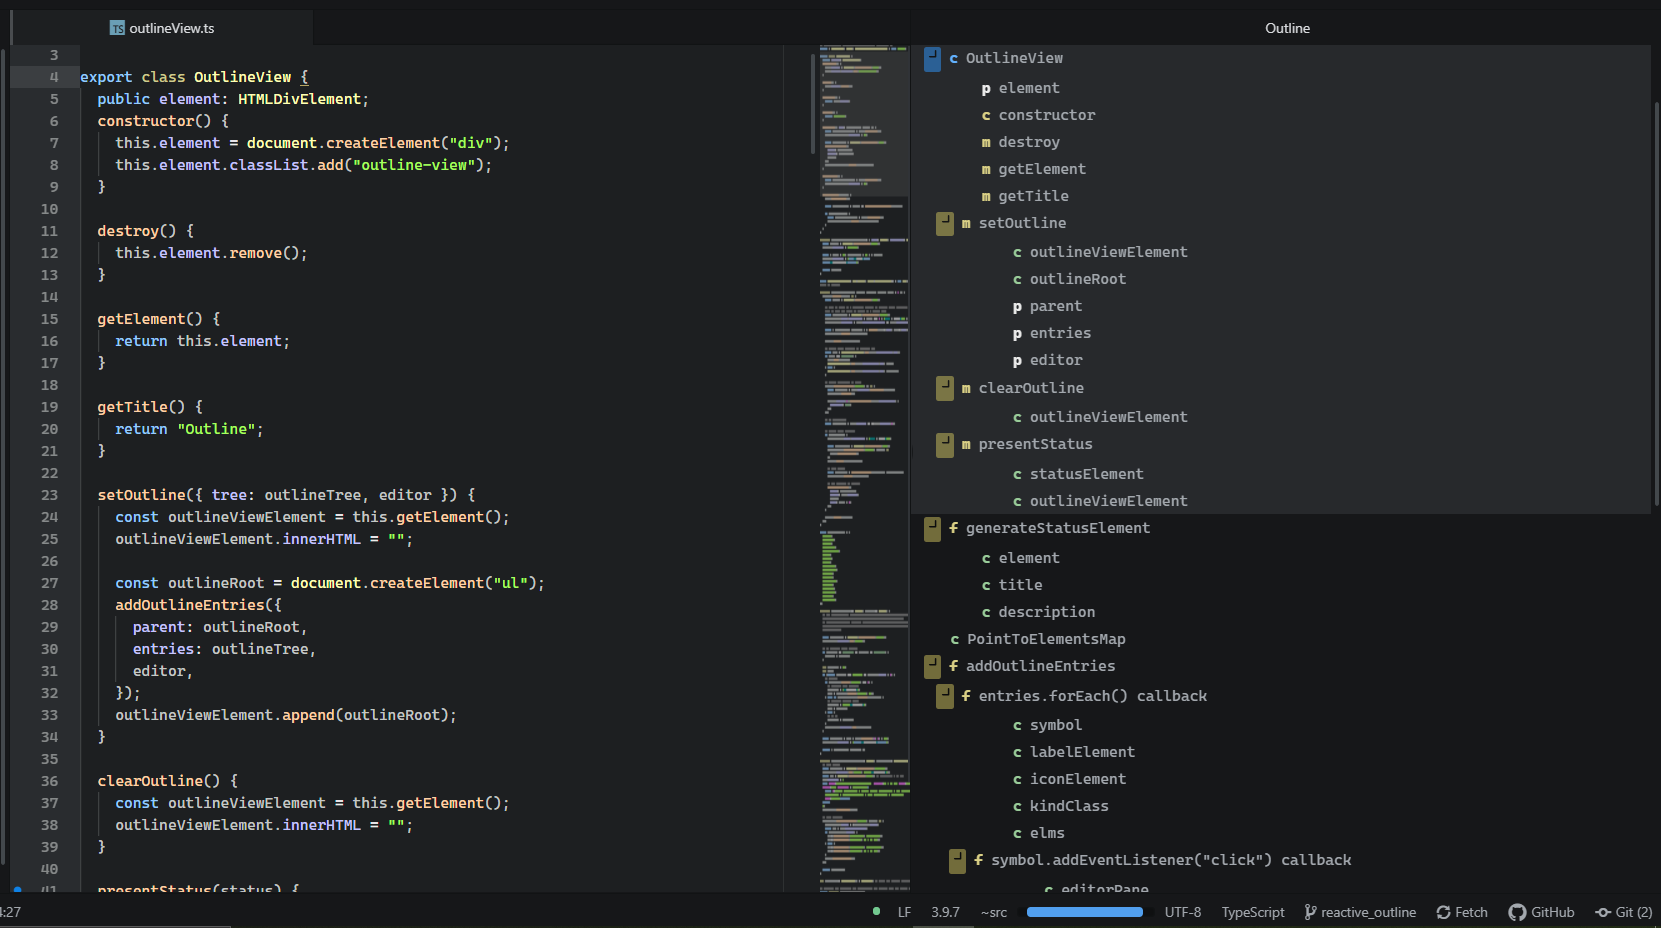 TS outlineView.ts
3
4 export class OutlineView {
5 public element: HTMLDivElement;
6 constructor() {
7 this.element = document.createElement("div");
8 this.element.classList.add("outline-view");
9 }
10
11 destroy() {
12 this.element.remove();
13 }
14
15 getElement() {
16 return this.element;
17 }
18
19 getTitle() {
20 return "Outline";
21 }
22
23 setOutline({ tree: outlineTree, editor }) {
24 const outlineViewElement = this.getElement();
25 outlineViewElement.innerHTML = "";
26
27 const outlineRoot = document.createElement("ul");
28 addOutlineEntries({
29 parent: outlineRoot,
30 entries: outlineTree,
31 editor,
32 });
33 outlineViewElement.append(outlineRoot);
34 }
35
36 clearOutline() {
37 const outlineViewElement = this.getElement();
38 outlineViewElement.innerHTML = "";
39 }
40
41 presentStatus(status) {
Outline
c OutlineView
p element
c constructor
m destroy
m getElement
m getTitle
m setOutline
c outlineViewElement
c outlineRoot
p parent
p entries
p editor
m clearOutline
c outlineViewElement
m presentStatus
c statusElement
c outlineViewElement
f generateStatusElement
c element
c title
c description
c PointToElementsMap
f addOutlineEntries
f entries.forEach() callback
c symbol
c labelElement
c iconElement
c kindClass
c elms
f symbol.addEventListener("click") callback
c editorPane
:27 LF 3.9.7 ~src UTF-8 TypeScript reactive_outline Fetch GitHub Git (2)